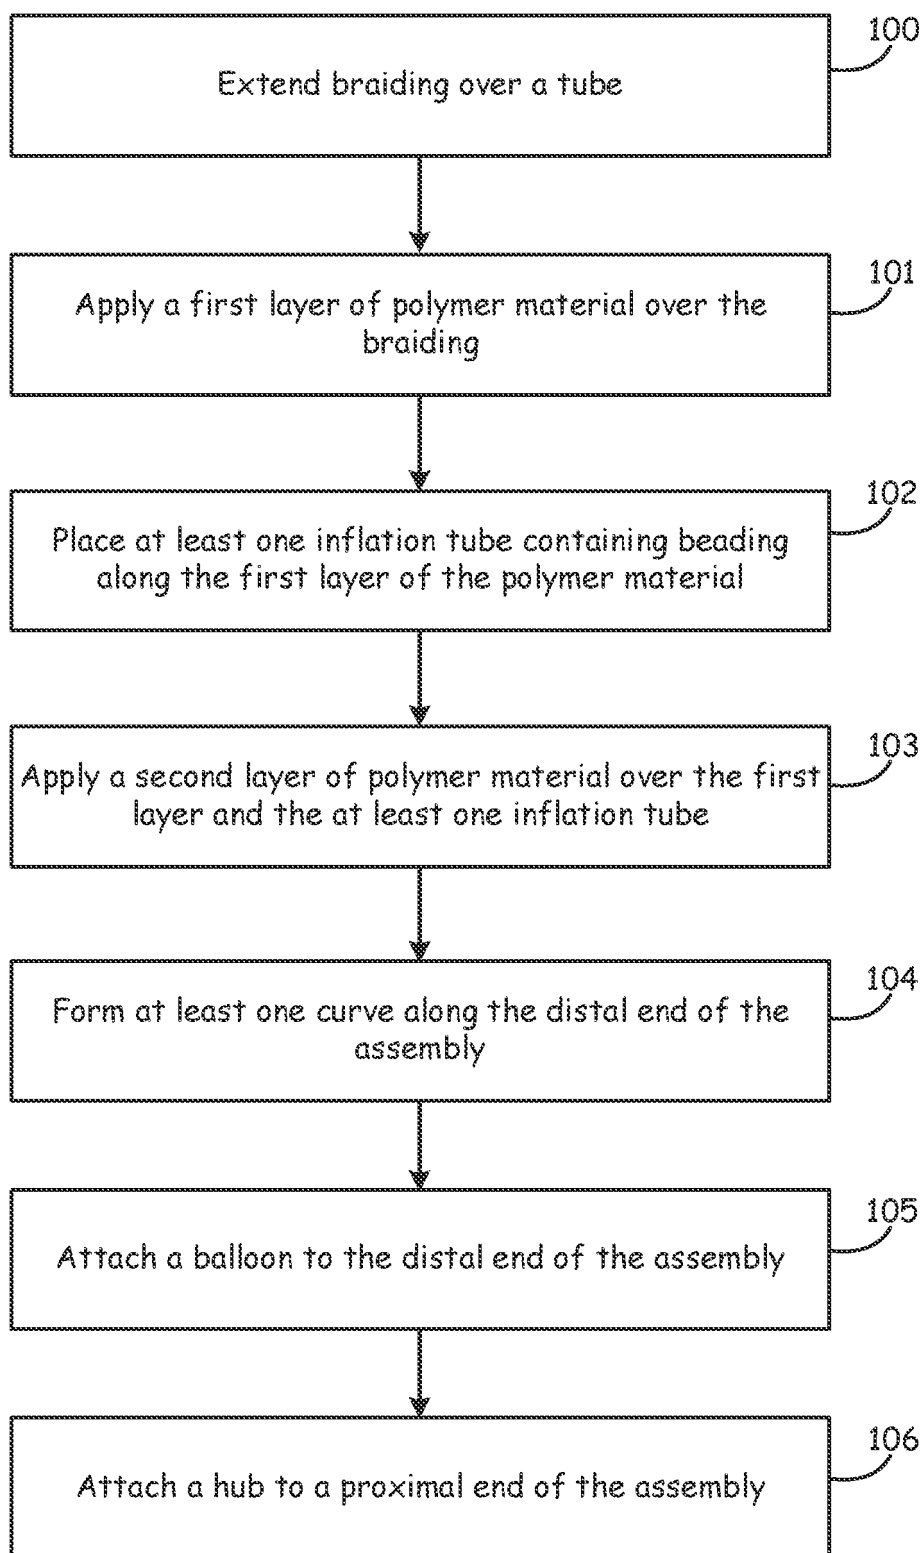 100
Extend braiding over a tube
101
Apply a first layer of polymer material over the
braiding
102
Place at least one inflation tube containing beading
along the first layer of the polymer material
103
Apply a second layer of polymer material over the first
layer and the at least one inflation tube
104
Form at least one curve along the distal end of the
assembly
105
Attach a balloon to the distal end of the assembly
106
Attach a hub to a proximal end of the assembly